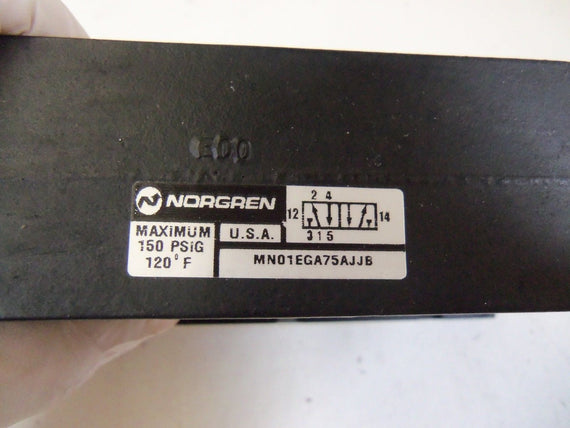 E00
NORGREN
MAXIMUM
150 PSiG
120° F
U.S.A.
2 4
12 14
3 1 5
MN01EGA75AJJB